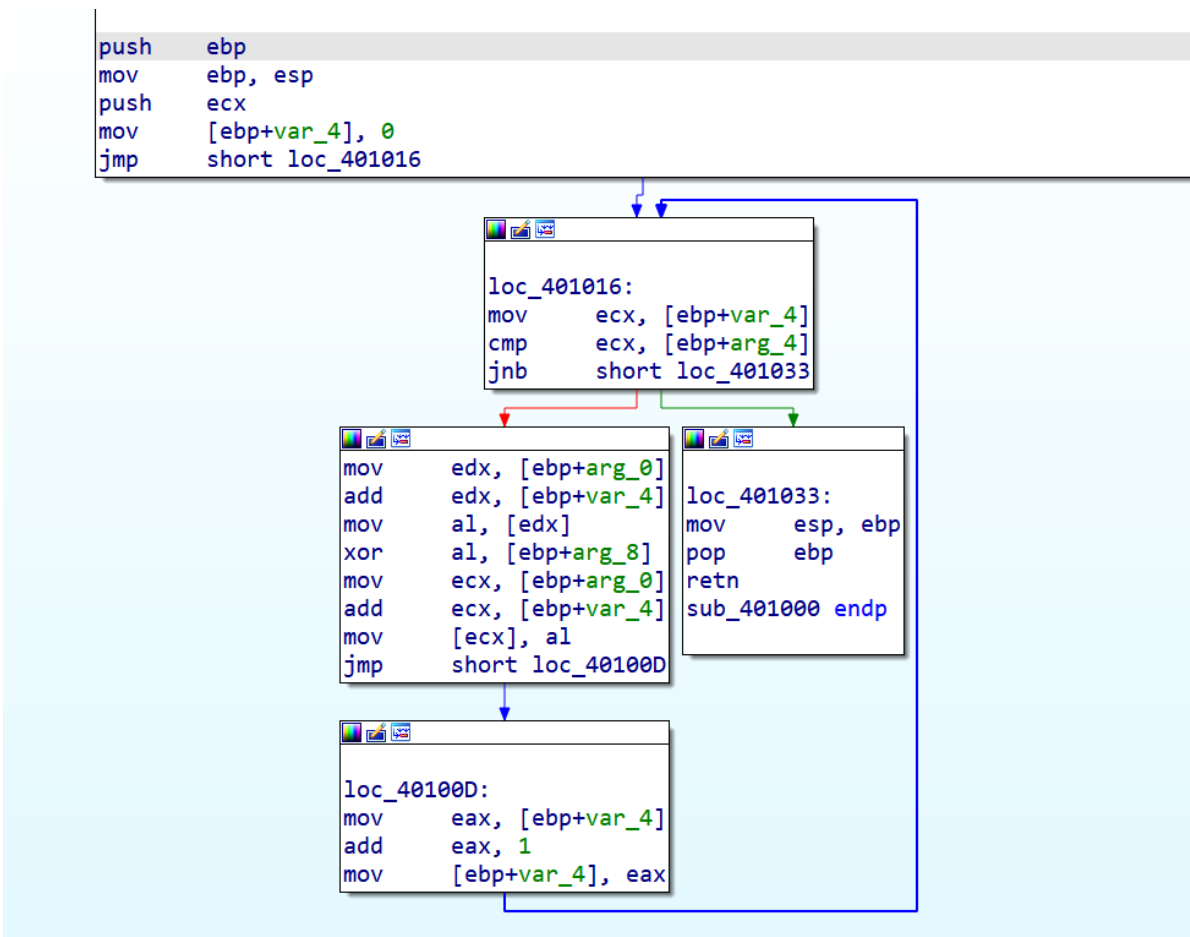 push ebp
mov ebp, esp
push ecx
mov [ebp+var_4], 0
jmp short loc_401016
loc_401016:
mov ecx, [ebp+var_4]
cmp ecx, [ebp+arg_4]
jnb short loc_401033
mov edx, [ebp+arg_0]
add edx, [ebp+var_4]
mov al, [edx]
xor al, [ebp+arg_8]
mov ecx, [ebp+arg_0]
add ecx, [ebp+var_4]
mov [ecx], al
jmp short loc_40100D
loc_401033:
mov esp, ebp
pop ebp
retn
sub_401000 endp
loc_40100D:
mov eax, [ebp+var_4]
add eax, 1
mov [ebp+var_4], eax